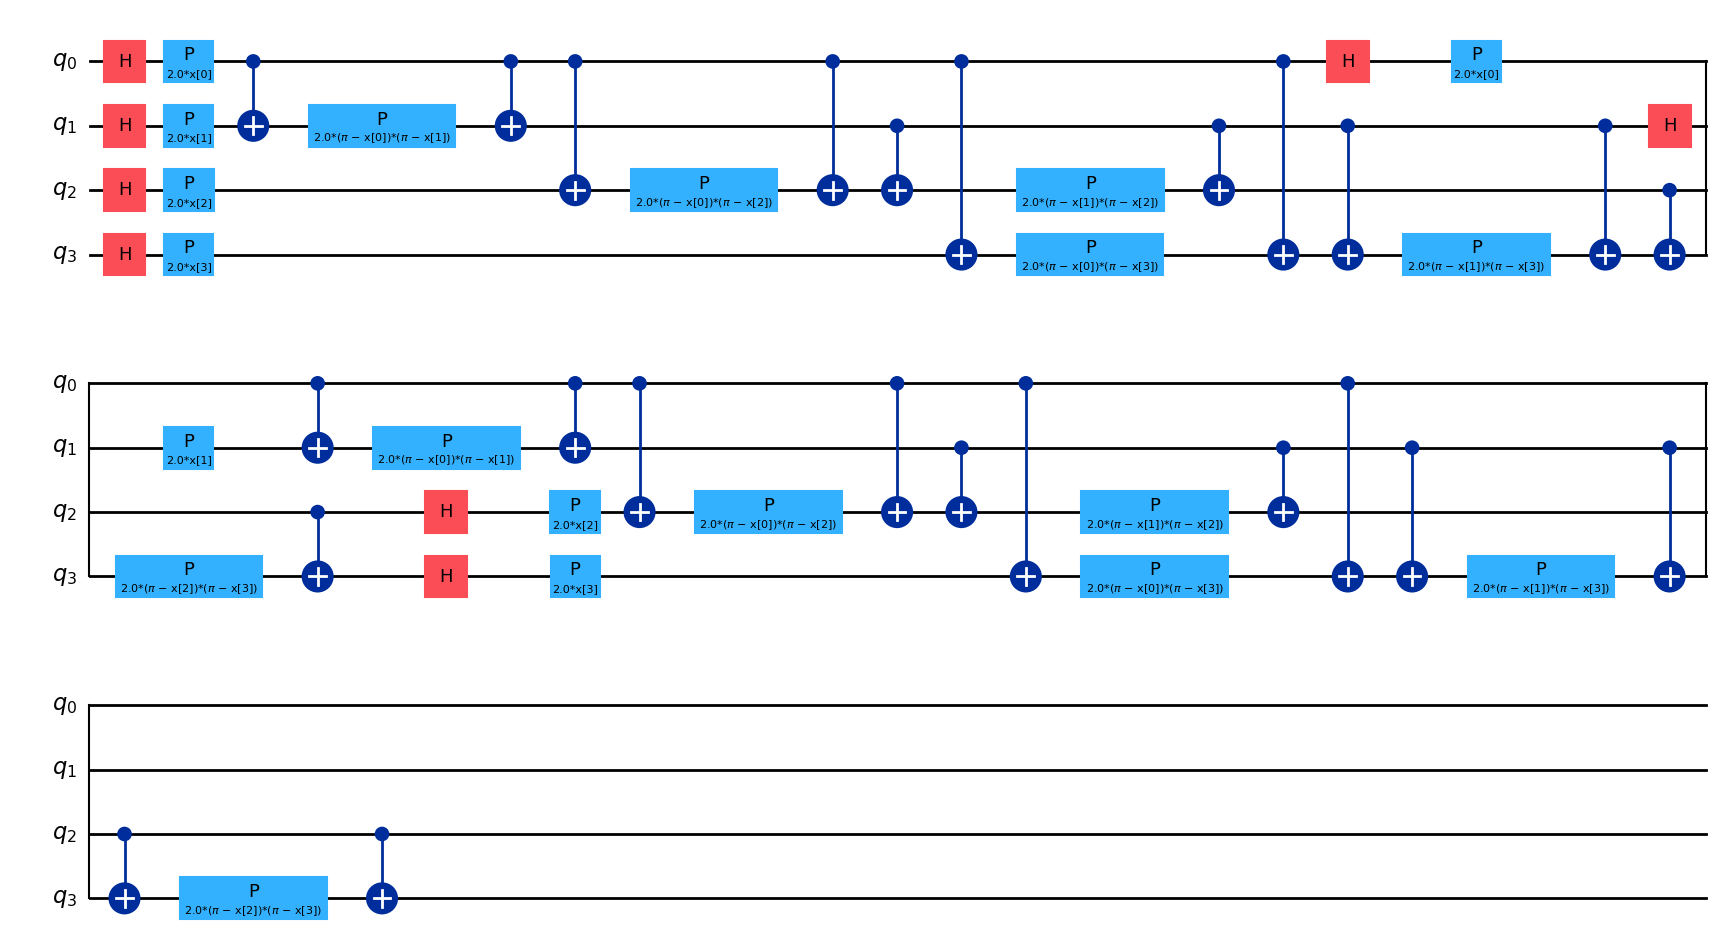 q0 H P 2.0*x[0] H P 2.0*x[0]
q1 H P 2.0*x[1] P 2.0*(π − x[0])*(π − x[1]) H
q2 H P 2.0*x[2] P 2.0*(π − x[0])*(π − x[2]) P 2.0*(π − x[1])*(π − x[2])
q3 H P 2.0*x[3] P 2.0*(π − x[0])*(π − x[3]) P 2.0*(π − x[1])*(π − x[3])
q0
q1 P 2.0*x[1] P 2.0*(π − x[0])*(π − x[1])
q2 H P 2.0*x[2] P 2.0*(π − x[0])*(π − x[2]) P 2.0*(π − x[1])*(π − x[2])
q3 P 2.0*(π − x[2])*(π − x[3]) H P 2.0*x[3] P 2.0*(π − x[0])*(π − x[3]) P 2.0*(π − x[1])*(π − x[3])
q0
q1
q2
q3 P 2.0*(π − x[2])*(π − x[3])